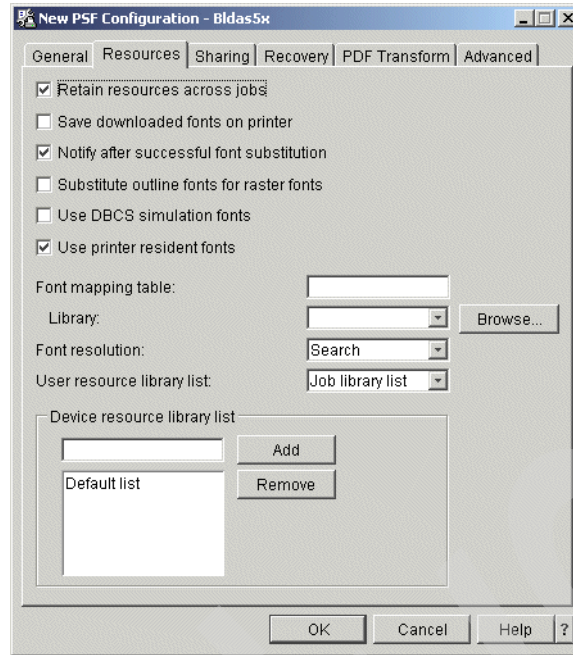 New PSF Configuration - Bldas5x
General Resources Sharing Recovery PDF Transform Advanced
Retain resources across jobs
Save downloaded fonts on printer
Notify after successful font substitution
Substitute outline fonts for raster fonts
Use DBCS simulation fonts
Use printer resident fonts
Font mapping table:
Library: Browse...
Font resolution: Search
User resource library list: Job library list
Device resource library list
Add
Default list Remove
OK Cancel Help ?